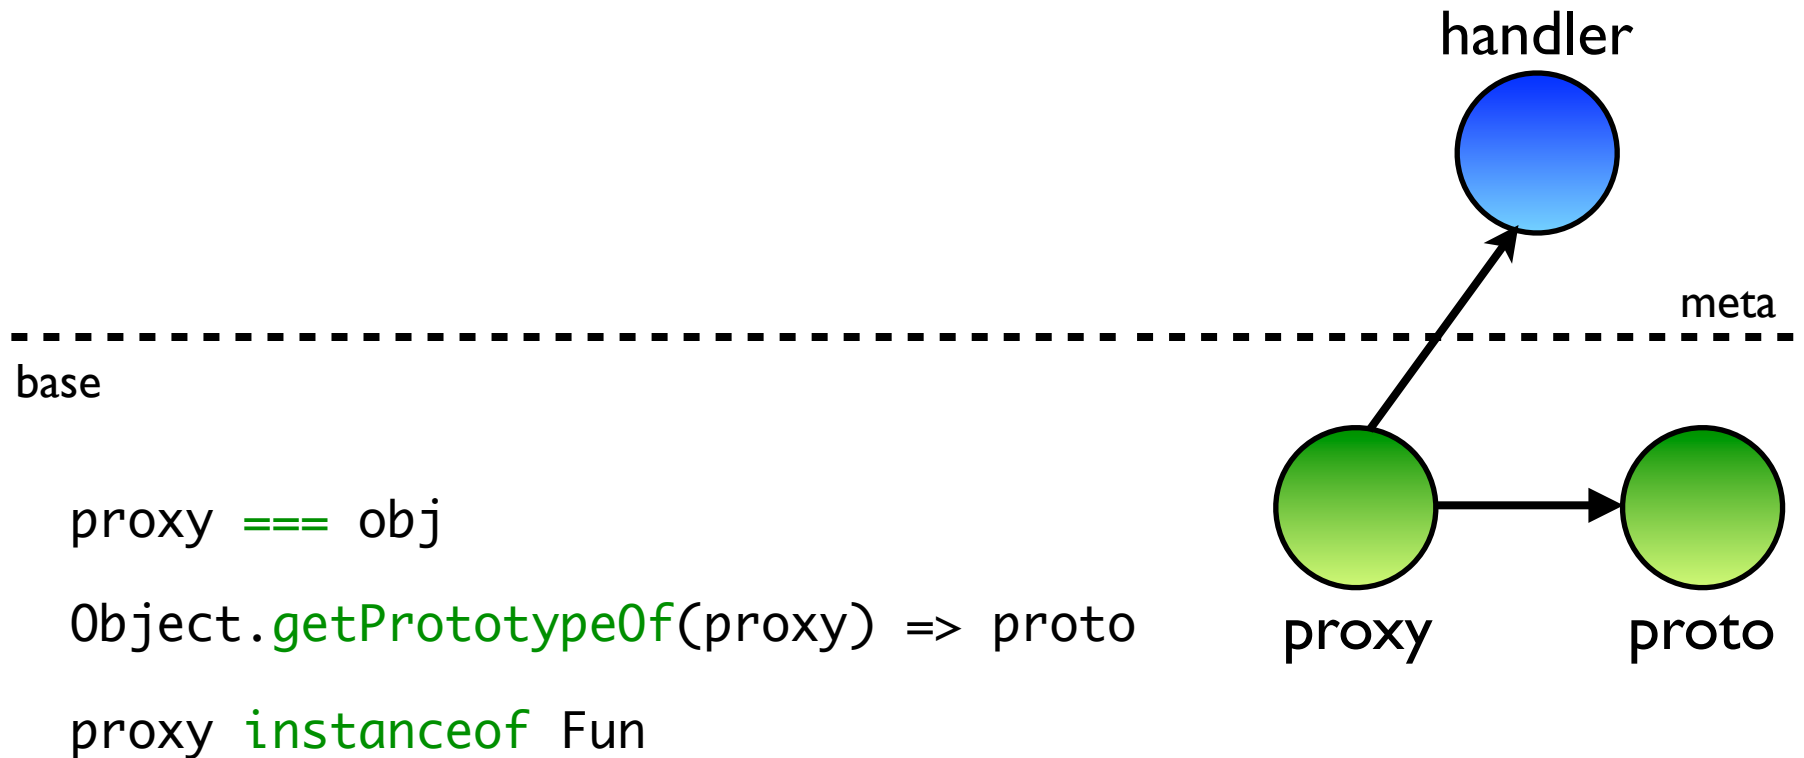 handler
meta
base
proxy === obj
Object.getPrototypeOf(proxy) => proto
proxy instanceof Fun
proxy
proto